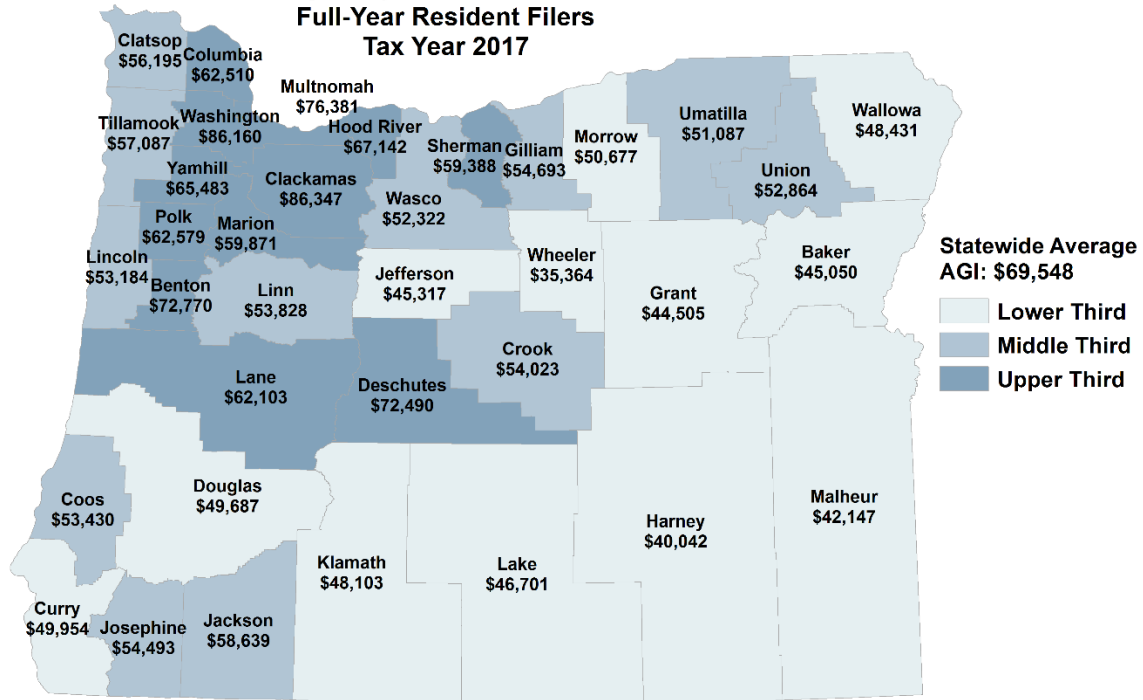 Full-Year Resident Filers
Tax Year 2017
Clatsop
$56,195
Columbia
$62,510
Multnomah
$76,381
Tillamook
$57,087
Washington
$86,160
Hood River
$67,142
Sherman
$59,388
Gilliam
$54,693
Morrow
$50,677
Umatilla
$51,087
Wallowa
$48,431
Union
$52,864
Yamhill
$65,483
Clackamas
$86,347
Wasco
$52,322
Polk
$62,579
Marion
$59,871
Lincoln
$53,184
Benton
$72,770
Linn
$53,828
Jefferson
$45,317
Wheeler
$35,364
Grant
$44,505
Baker
$45,050
Statewide Average
AGI: $69,548
Lower Third
Middle Third
Upper Third
Crook
$54,023
Lane
$62,103
Deschutes
$72,490
Coos
$53,430
Douglas
$49,687
Klamath
$48,103
Lake
$46,701
Harney
$40,042
Malheur
$42,147
Curry
$49,954
Josephine
$54,493
Jackson
$58,639